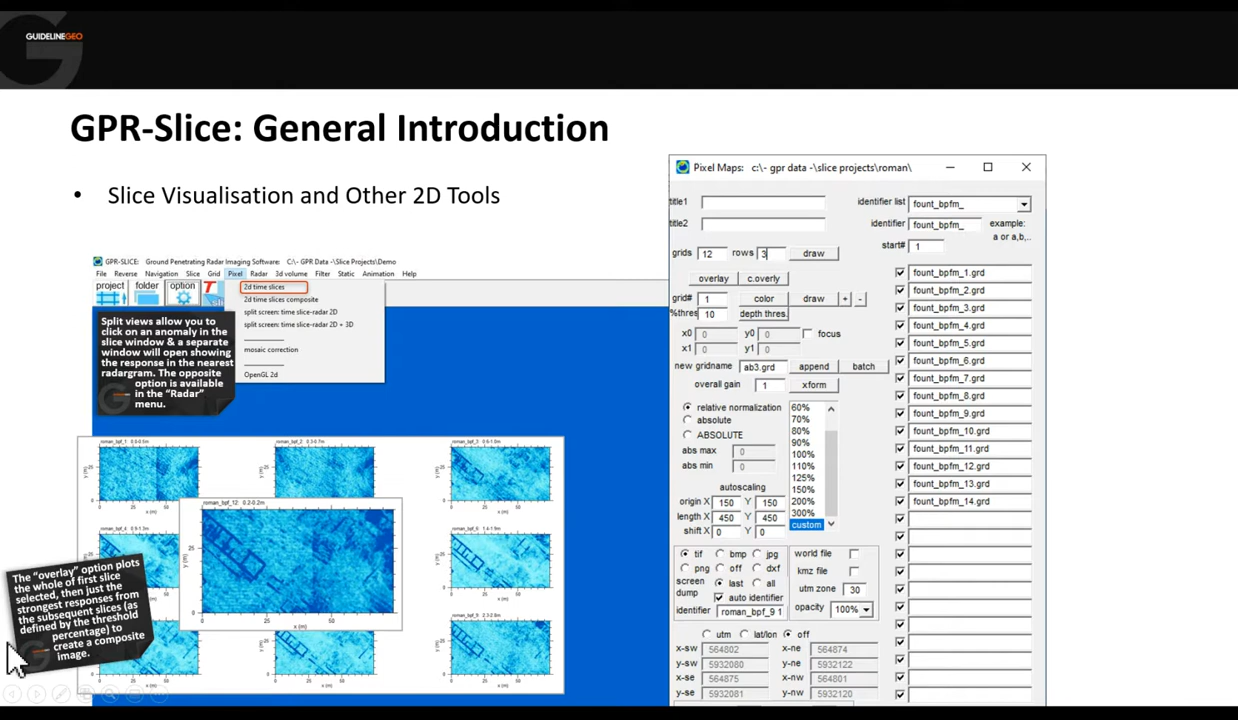 GUIDELINEGEO
GPR-Slice: General Introduction
• Slice Visualisation and Other 2D Tools
GPR-SLICE: Ground Penetrating Radar Imaging Software: C:\- GPR Data -\Slice Projects\Demo
File Reverse Navigation Slice Grid Pixel Radar 3d volume Filter Static Animation Help
project folder option
2d time slices
2d time slices composite
split screen: time slice-radar 2D
split screen: time slice-radar 2D + 3D
mosaic correction
OpenGL 2d
Split views allow you to
click on an anomaly in the
slice window & a separate
window will open showing
the response in the nearest
radargram. The opposite
option is available
in the "Radar"
menu.
roman_bpf_12 0.2-0.2m
y (m)
x (m)
The "overlay" option plots
the whole of first slice
selected, then just the
strongest responses from
the subsequent slices (as
defined by the threshold
percentage) to
create a composite
image.
Pixel Maps: c:\- gpr data -\slice projects\roman\
title1
identifier list fount_bpfm_
title2
identifier fount_bpfm_ example:
a or a,b,..
start# 1
grids 12 rows 3 draw
overlay c.overly
grid# 1 color draw + -
%thres 10 depth thres.
x0 0 y0 0 focus
x1 0 y1 0
new gridname ab3.grd append batch
overall gain 1 xform
relative normalization
absolute
ABSOLUTE
abs max 0
abs min 0
60%
70%
80%
90%
100%
110%
125%
150%
200%
300%
custom
autoscaling
origin X 150 Y 150
length X 450 Y 450
shift X 0 Y 0
tif bmp jpg
png off dxf
screen
dump last all
auto identifier
identifier roman_bpf_9 1
world file
kmz file
utm zone 30
opacity 100%
utm lat/lon off
x-sw 564802 x-ne 564874
y-sw 5932080 y-ne 5932122
x-se 564875 x-nw 564801
y-se 5932081 y-nw 5932120
fount_bpfm_1.grd
fount_bpfm_2.grd
fount_bpfm_3.grd
fount_bpfm_4.grd
fount_bpfm_5.grd
fount_bpfm_6.grd
fount_bpfm_7.grd
fount_bpfm_8.grd
fount_bpfm_9.grd
fount_bpfm_10.grd
fount_bpfm_11.grd
fount_bpfm_12.grd
fount_bpfm_13.grd
fount_bpfm_14.grd